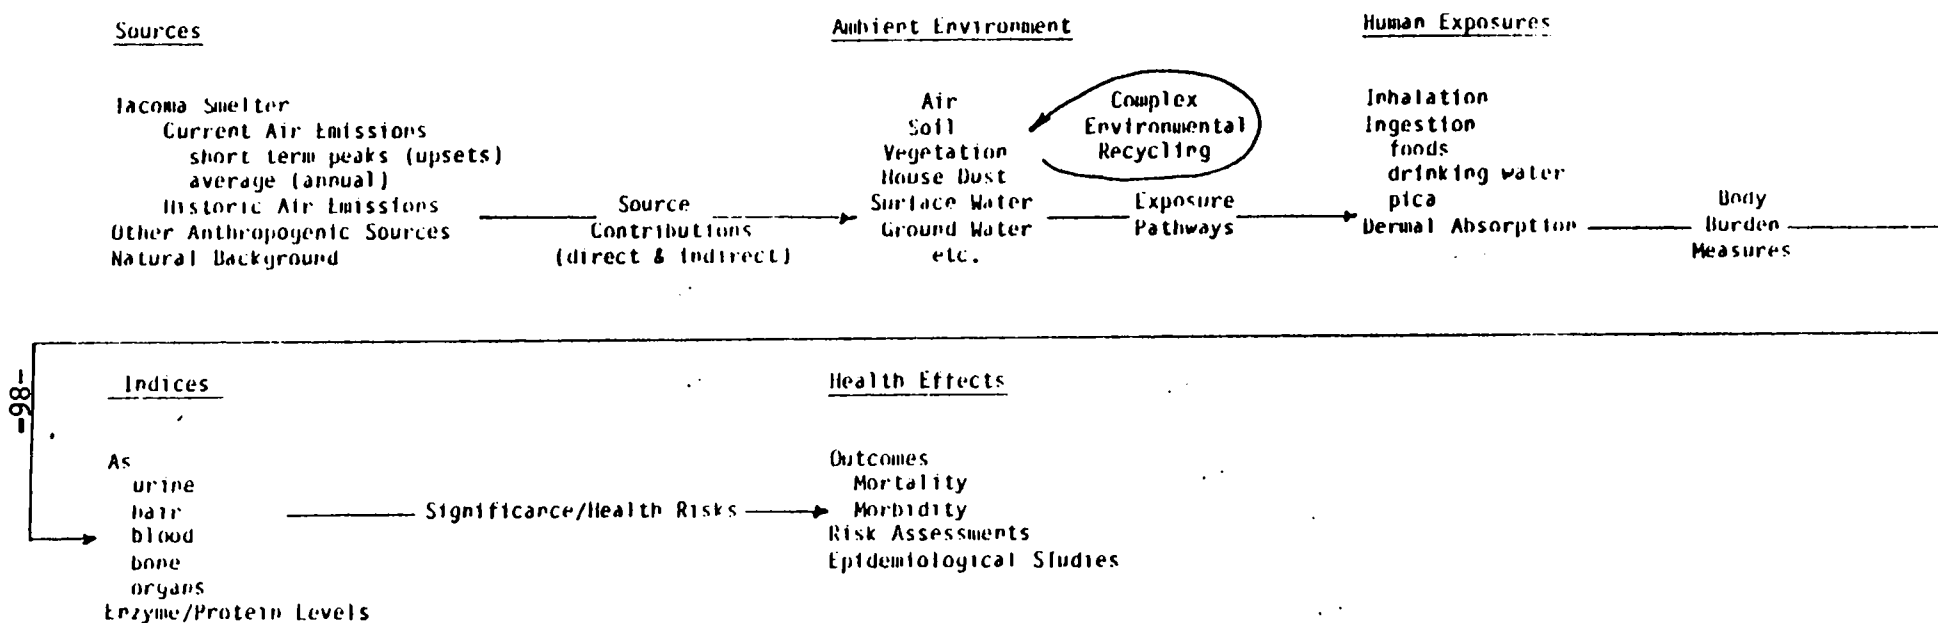 Sources
Tacoma Smelter
Current Air Emissions
short term peaks (upsets)
average (annual)
Historic Air Emissions
Other Anthropogenic Sources
Natural Background
Source
Contributions
(direct & indirect)
Ambient Environment
Air
Soil
Vegetation
House Dust
Surface Water
Ground Water
etc.
Complex
Environmental
Recycling
Exposure
Pathways
Human Exposures
Inhalation
Ingestion
foods
drinking water
pica
Dermal Absorption
Body
Burden
Measures
-98-
Indices
As
urine
hair
blood
bone
organs
Enzyme/Protein Levels
Significance/Health Risks
Health Effects
Outcomes
Mortality
Morbidity
Risk Assessments
Epidemiological Studies